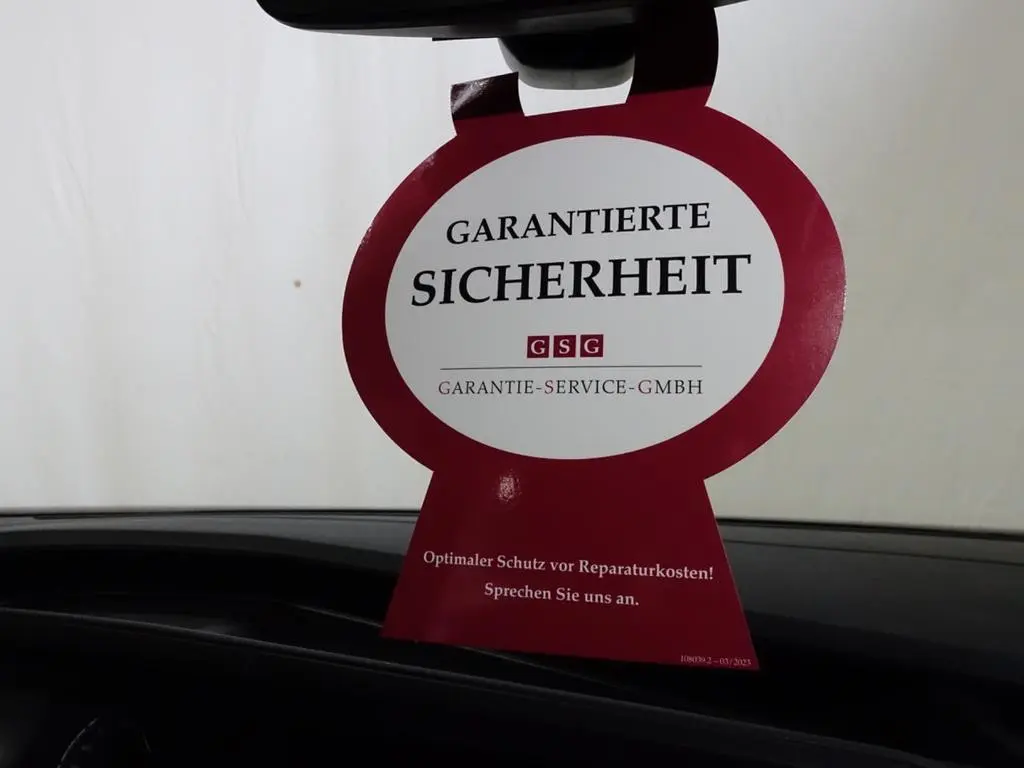 GARANTIERTE
SICHERHEIT
GSG
GARANTIE-SERVICE-GMBH
Optimaler Schutz vor Reparaturkosten!
Sprechen Sie uns an.
108039.2 – 03/2023